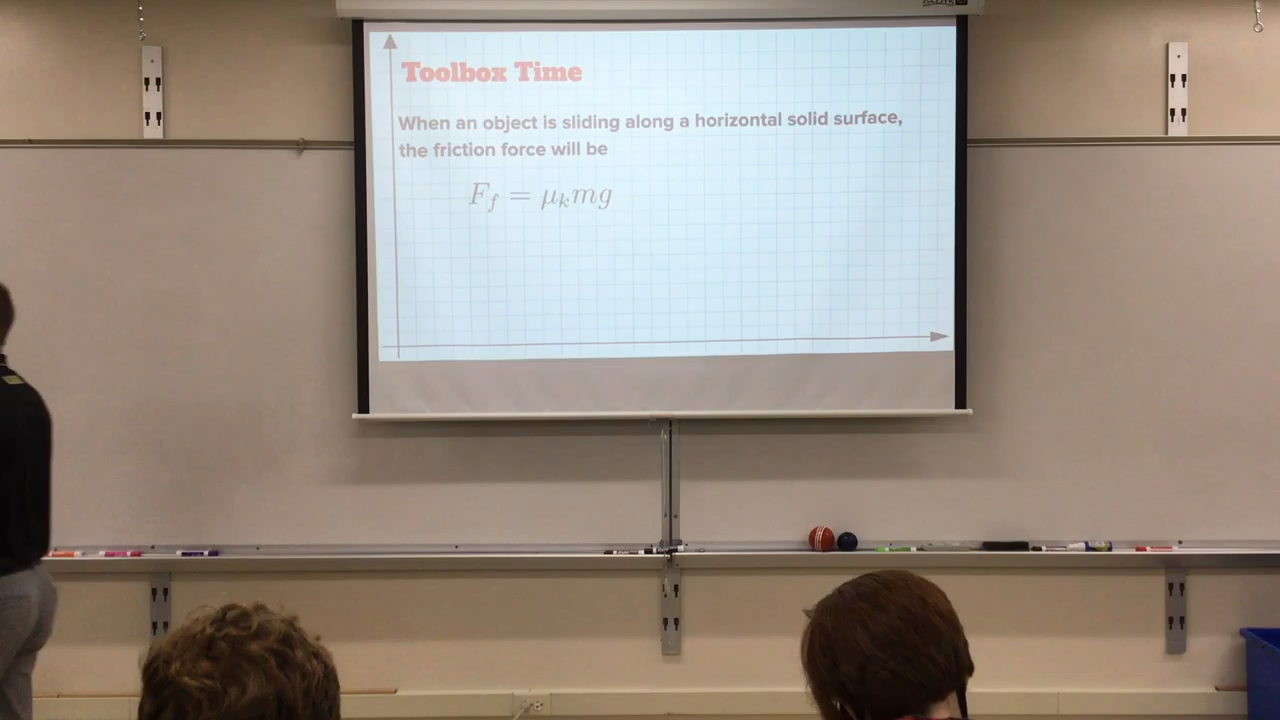 Toolbox Time
When an object is sliding along a horizontal solid surface,
the friction force will be
F_f = μ_k mg